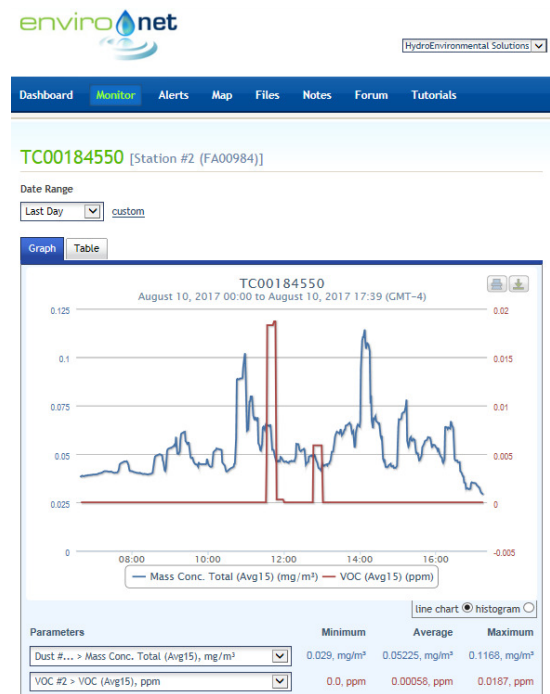 environet
HydroEnvironmental Solutions
Dashboard Monitor Alerts Map Files Notes Forum Tutorials
TC00184550 [Station #2 (FA00984)]
Date Range
Last Day custom
Graph Table
TC00184550
August 10, 2017 00:00 to August 10, 2017 17:39 (GMT-4)
0.125 0.02
0.1 0.015
0.075 0.01
0.05 0.005
0.025 0
0 -0.005
08:00 10:00 12:00 14:00 16:00
Mass Conc. Total (Avg15) (mg/m³) VOC (Avg15) (ppm)
line chart histogram
Parameters Minimum Average Maximum
Dust #... > Mass Conc. Total (Avg15), mg/m³ 0.029, mg/m³ 0.05225, mg/m³ 0.1168, mg/m³
VOC #2 > VOC (Avg15), ppm 0.0, ppm 0.00058, ppm 0.0187, ppm